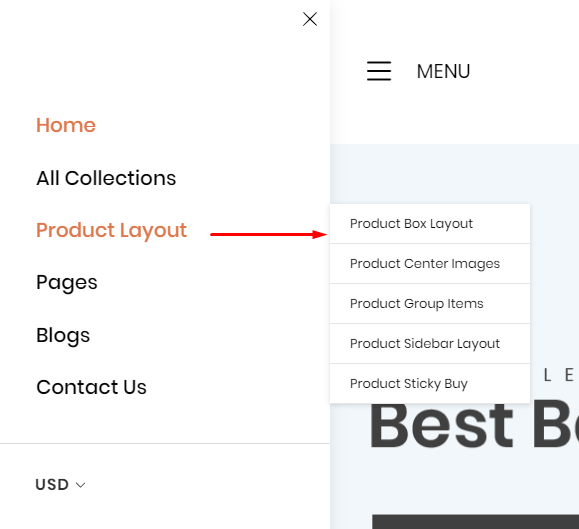 MENU
Home
All Collections
Product Layout
Pages
Blogs
Contact Us
USD
Product Box Layout
Product Center Images
Product Group Items
Product Sidebar Layout
Product Sticky Buy
L E
Best B